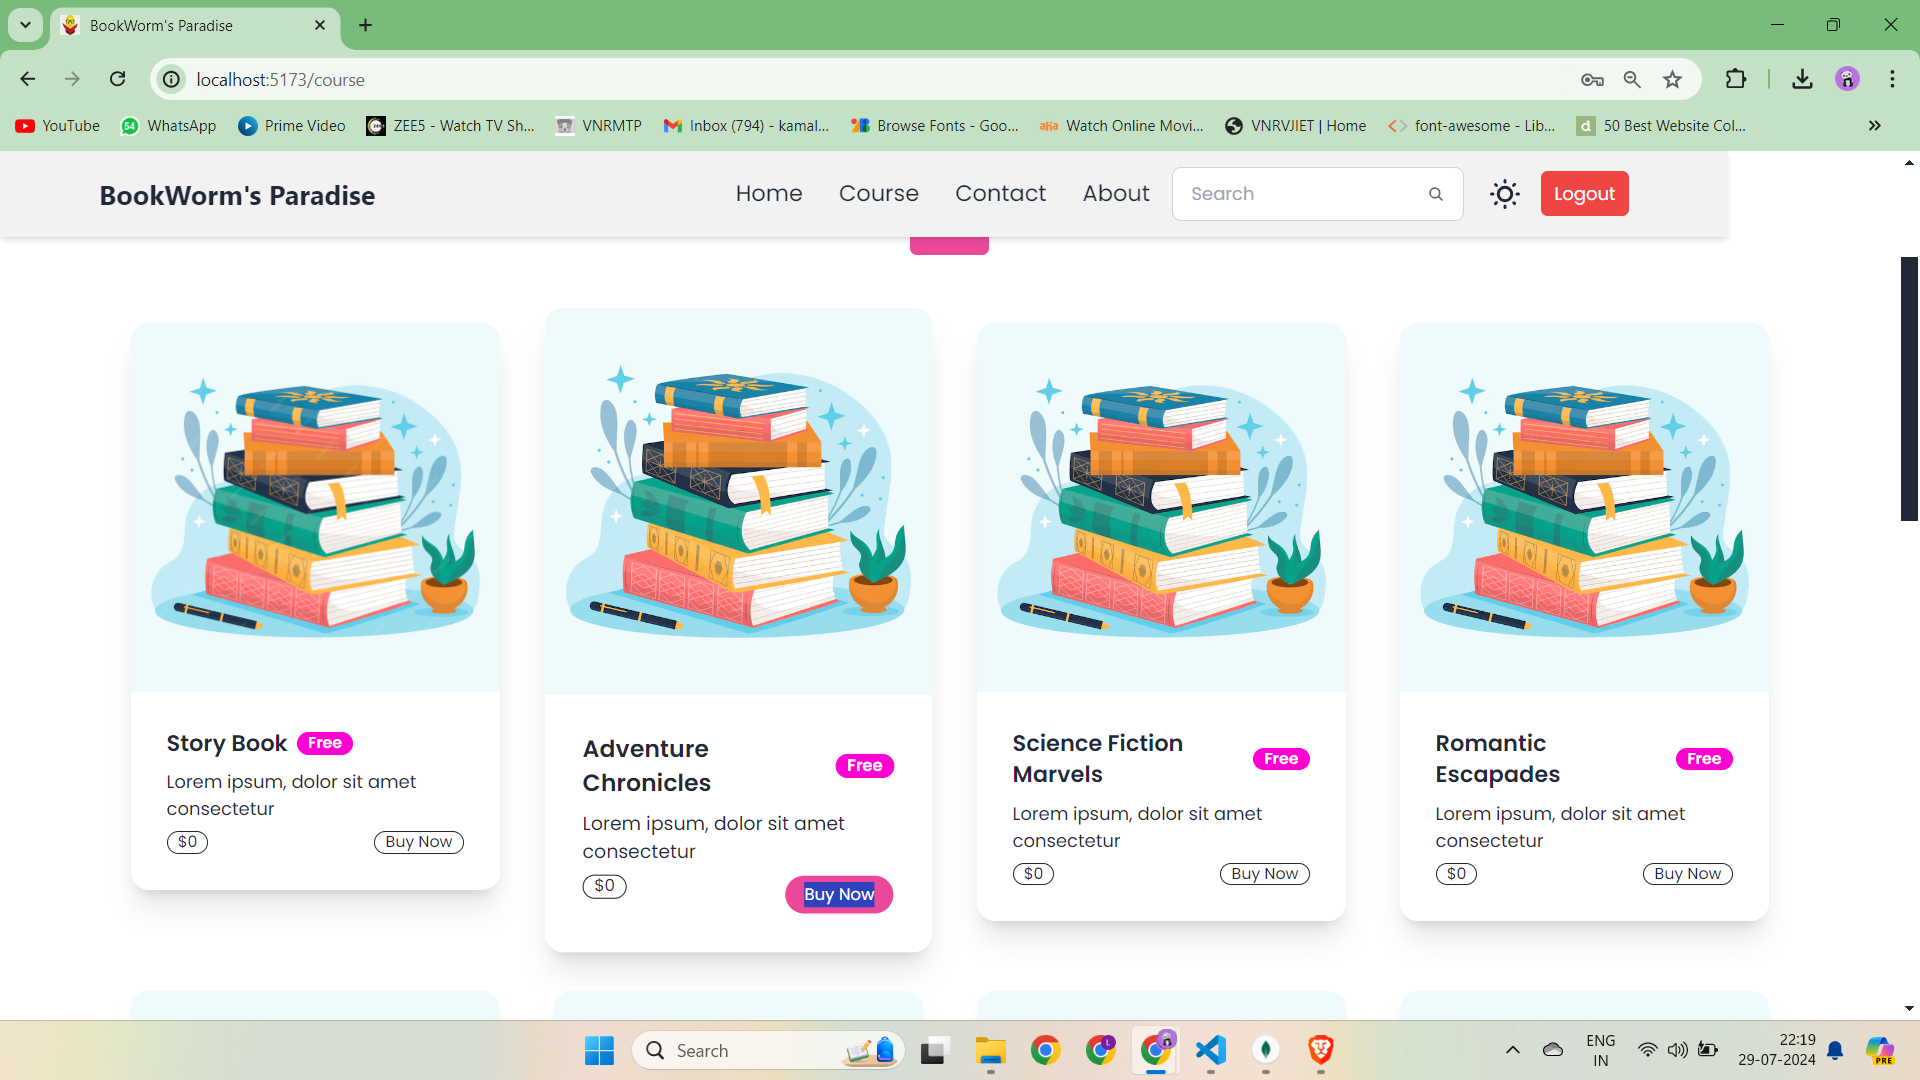 BookWorm's Paradise
localhost:5173/course
YouTube
54 WhatsApp
Prime Video
ZEE5 - Watch TV Sh...
VNRMTP
Inbox (794) - kamal...
Browse Fonts - Goo...
aha Watch Online Movi...
VNRVJIET | Home
font-awesome - Lib...
d 50 Best Website Col...
BookWorm's Paradise
Home
Course
Contact
About
Search
Logout
Story Book Free
Lorem ipsum, dolor sit amet
consectetur
$0 Buy Now
Adventure
Chronicles
Free
Lorem ipsum, dolor sit amet
consectetur
$0 Buy Now
Science Fiction
Marvels
Free
Lorem ipsum, dolor sit amet
consectetur
$0 Buy Now
Romantic
Escapades
Free
Lorem ipsum, dolor sit amet
consectetur
$0 Buy Now
Search
L
ENG
IN
22:19
29-07-2024
PRE